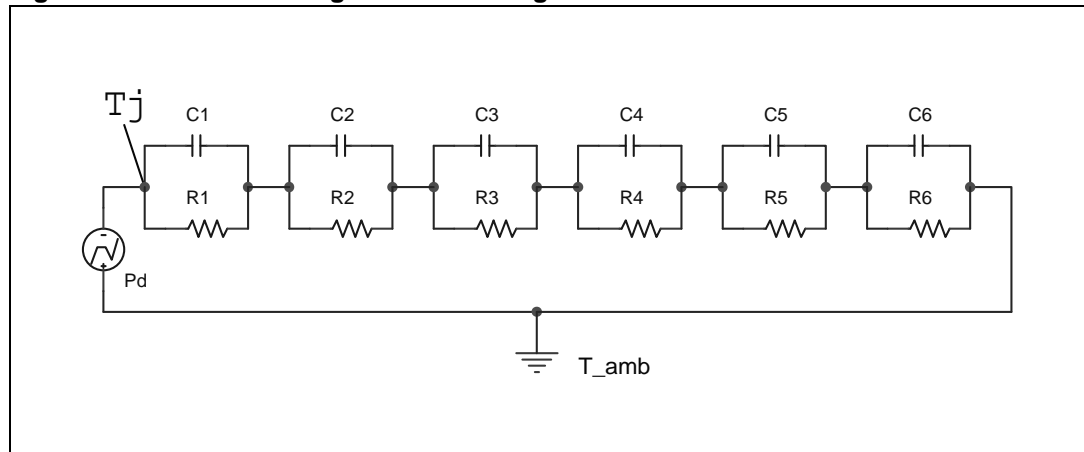 Tj
C1 C2 C3 C4 C5 C6
R1 R2 R3 R4 R5 R6
Pd
T_amb